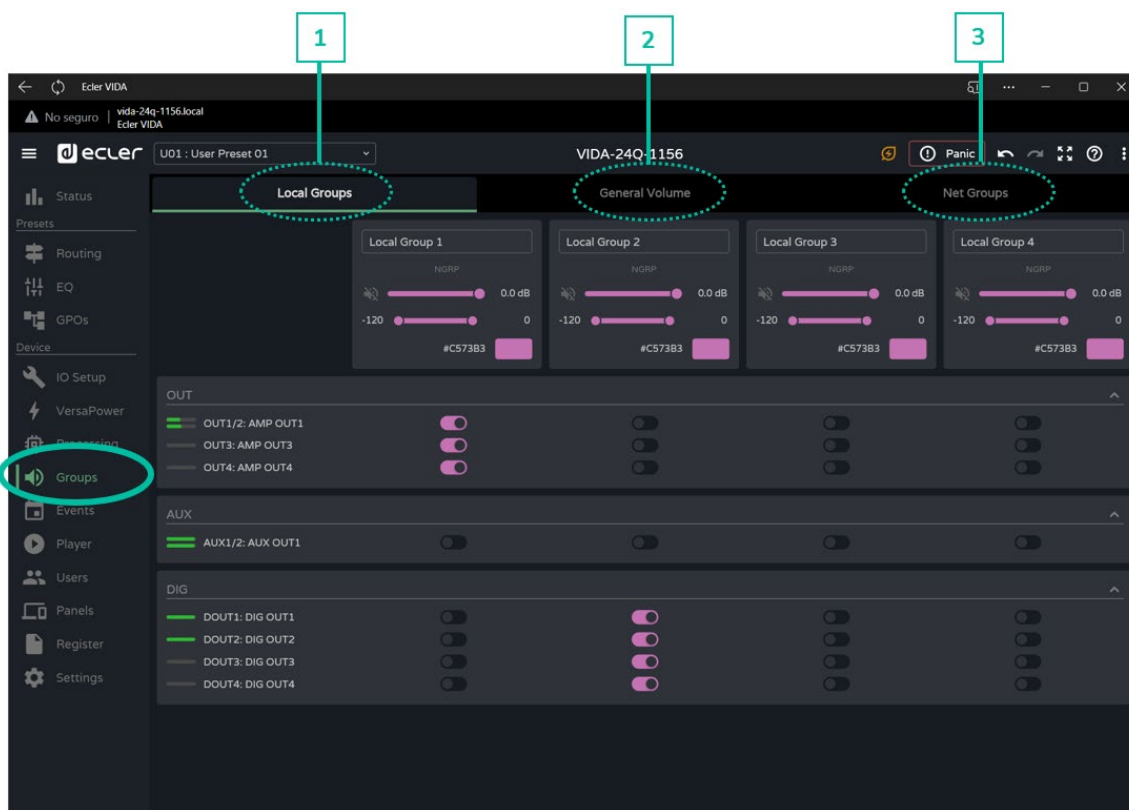 1 2 3
Ecler VIDA
No seguro vida-24q-1156.local
Ecler VIDA
ecler U01 : User Preset 01 VIDA-24Q-1156 Panic
Status Local Groups General Volume Net Groups
Presets
Local Group 1 Local Group 2 Local Group 3 Local Group 4
Routing
NGRP NGRP NGRP NGRP
EQ 0.0 dB 0.0 dB 0.0 dB 0.0 dB
GPOs -120 0 -120 0 -120 0 -120 0
Device #C573B3 #C573B3 #C573B3 #C573B3
IO Setup
OUT
VersaPower OUT1/2: AMP OUT1
Processing OUT3: AMP OUT3
OUT4: AMP OUT4
Groups
Events AUX
Player AUX1/2: AUX OUT1
Users
DIG
Panels DOUT1: DIG OUT1
DOUT2: DIG OUT2
Register
DOUT3: DIG OUT3
Settings DOUT4: DIG OUT4